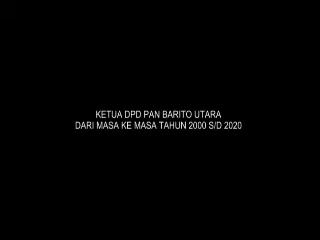 KETUA DPD PAN BARITO UTARA
DARI MASA KE MASA TAHUN 2000 S/D 2020